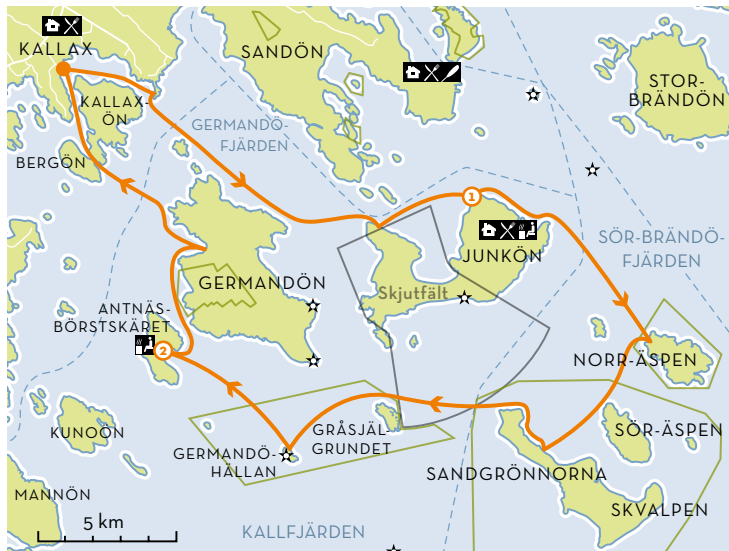 KALLAX
SANDÖN
KALLAX-
ÖN
STOR-
BRÄNDÖN
GERMANDÖ-
FJÄRDEN
BERGÖN
1
JUNKÖN
SÖR-BRÄNDÖ-
FJÄRDEN
GERMANDÖN
Skjutfält
ANTNÄS-
BÖRSTSKÄRET
2
NORR-ÄSPEN
KUNOÖN
GRÅSJÄL-
GRUNDET
SÖR-ÄSPEN
GERMANDÖ-
HÄLLAN
SANDGRÖNNORNA
MANNÖN
SKVALPEN
5 km
KALLFJÄRDEN